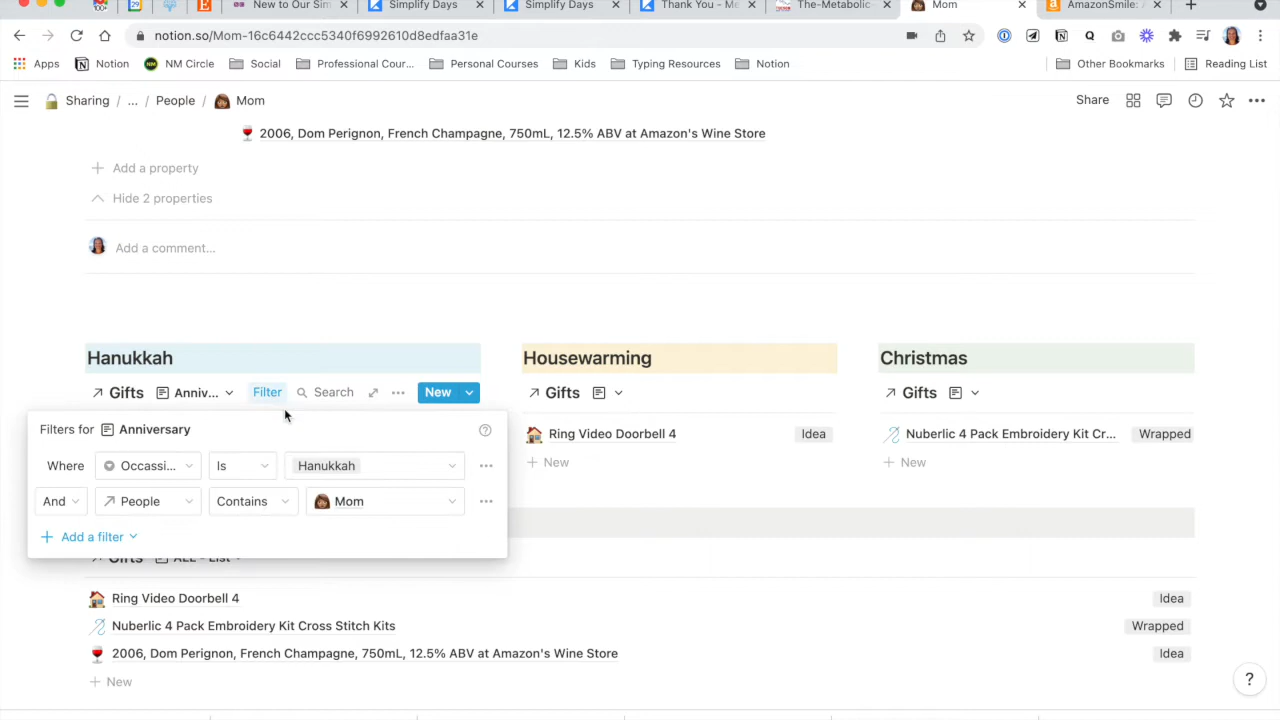 New to Our Sim
Simplify Days
Simplify Days
Thank You – Me
The-Metabolic-
Mom
AmazonSmile: A
notion.so/Mom-16c6442ccc5340f6992610d8edfaa31e
Apps
Notion
NM Circle
Social
Professional Cour...
Personal Courses
Kids
Typing Resources
Notion
Other Bookmarks
Reading List
Sharing / ... / People / Mom
Share
2006, Dom Perignon, French Champagne, 750mL, 12.5% ABV at Amazon's Wine Store
Add a property
Hide 2 properties
Add a comment...
Hanukkah
Housewarming
Christmas
Gifts Anniv... Filter Search New
Gifts
Gifts
Filters for Anniversary
Where Occassi... Is Hanukkah
And People Contains Mom
Add a filter
Ring Video Doorbell 4 Idea
New
Nuberlic 4 Pack Embroidery Kit Cr... Wrapped
New
Gifts ALL - List
Ring Video Doorbell 4 Idea
Nuberlic 4 Pack Embroidery Kit Cross Stitch Kits Wrapped
2006, Dom Perignon, French Champagne, 750mL, 12.5% ABV at Amazon's Wine Store Idea
New
?